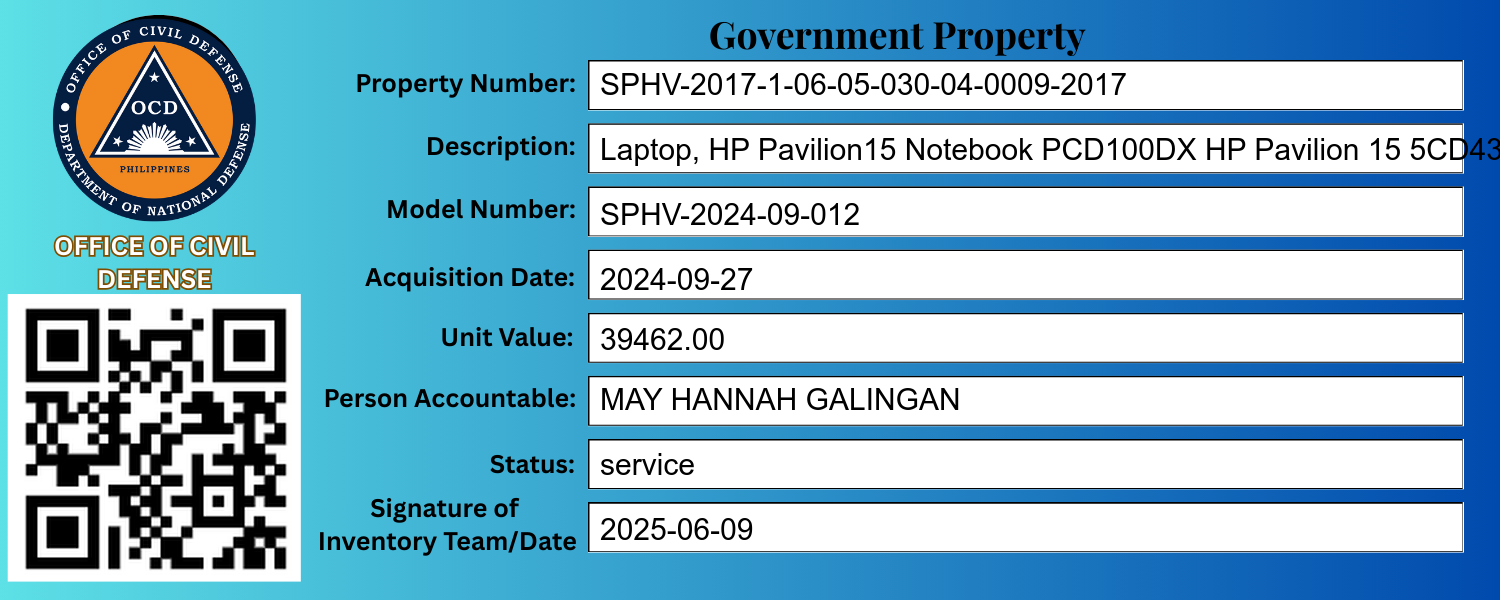 OFFICE OF CIVIL DEFENSE
DEPARTMENT OF NATIONAL DEFENSE
OCD
PHILIPPINES
OFFICE OF CIVIL
DEFENSE
Government Property
Property Number: SPHV-2017-1-06-05-030-04-0009-2017
Description: Laptop, HP Pavilion15 Notebook PCD100DX HP Pavilion 15 5CD43
Model Number: SPHV-2024-09-012
Acquisition Date: 2024-09-27
Unit Value: 39462.00
Person Accountable: MAY HANNAH GALINGAN
Status: service
Signature of
Inventory Team/Date 2025-06-09